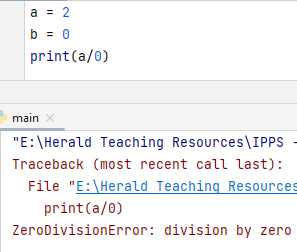 a = 2
b = 0
print(a/0)
main
"E:\Herald Teaching Resources\IPPS -
Traceback (most recent call last):
File "E:\Herald Teaching Resources
print(a/0)
ZeroDivisionError: division by zero